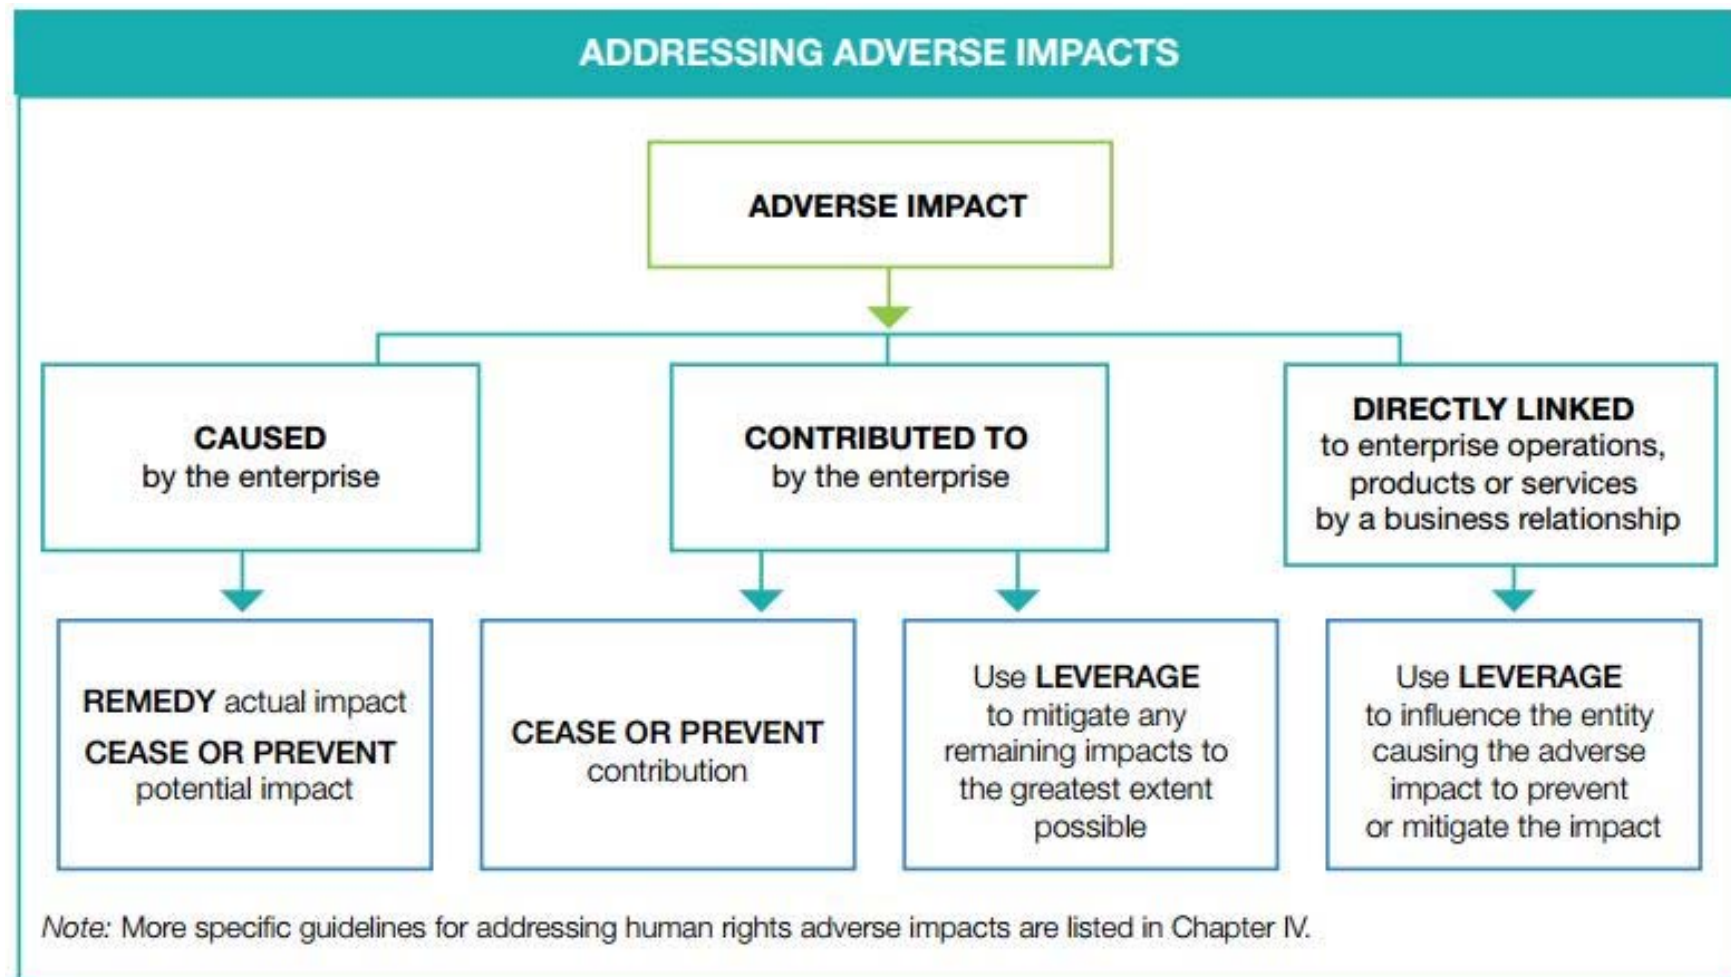 ADDRESSING ADVERSE IMPACTS
ADVERSE IMPACT
CAUSED
by the enterprise
CONTRIBUTED TO
by the enterprise
DIRECTLY LINKED
to enterprise operations,
products or services
by a business relationship
REMEDY actual impact
CEASE OR PREVENT
potential impact
CEASE OR PREVENT
contribution
Use LEVERAGE
to mitigate any
remaining impacts to
the greatest extent
possible
Use LEVERAGE
to influence the entity
causing the adverse
impact to prevent
or mitigate the impact
Note: More specific guidelines for addressing human rights adverse impacts are listed in Chapter IV.